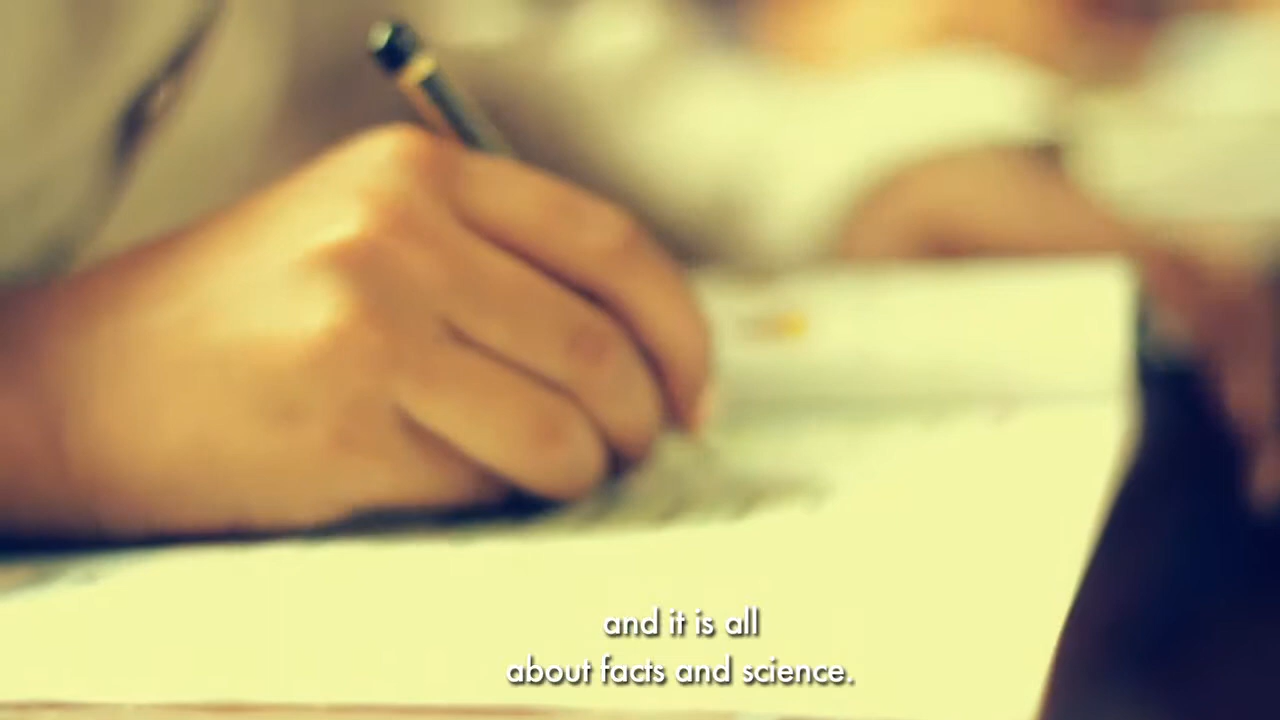 and it is all
about facts and science.